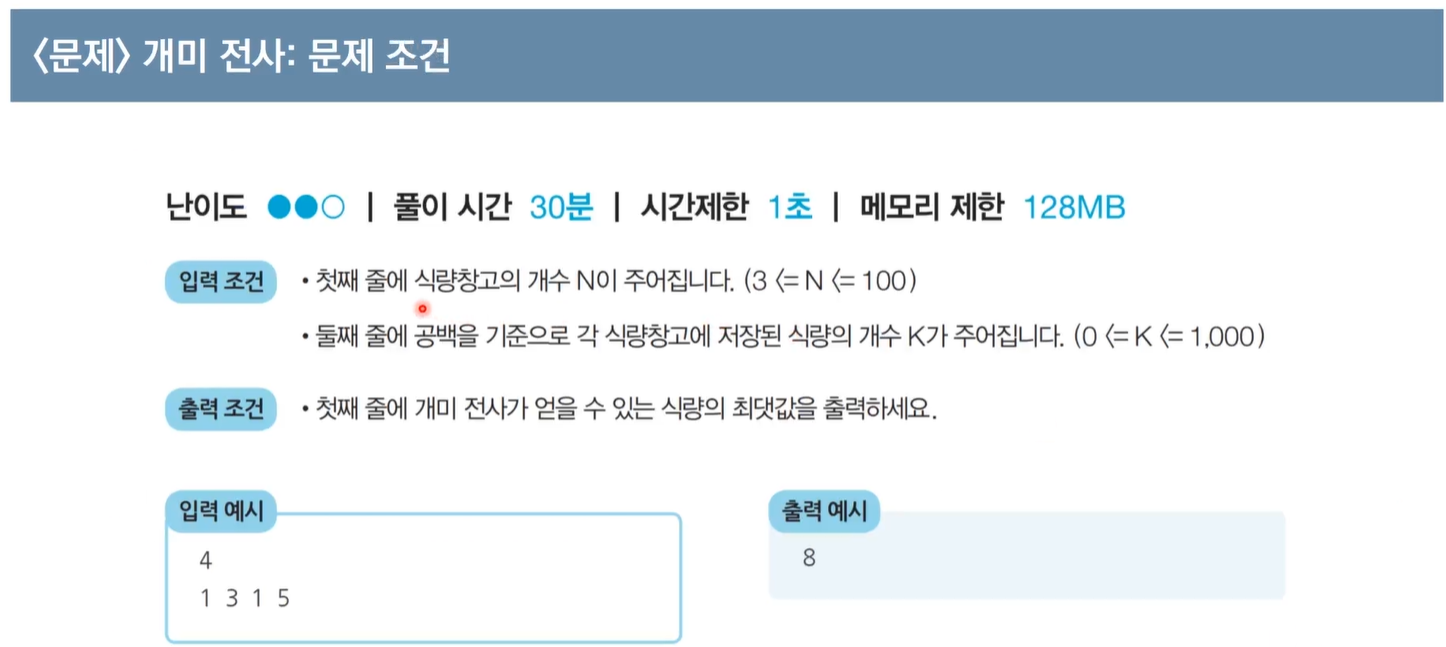 〈문제〉 개미 전사: 문제 조건
난이도 ●●○ | 풀이 시간 30분 | 시간제한 1초 | 메모리 제한 128MB
입력 조건 • 첫째 줄에 식량창고의 개수 N이 주어집니다. (3 〈= N 〈= 100)
• 둘째 줄에 공백을 기준으로 각 식량창고에 저장된 식량의 개수 K가 주어집니다. (0 〈= K 〈= 1,000)
출력 조건 • 첫째 줄에 개미 전사가 얻을 수 있는 식량의 최댓값을 출력하세요.
입력 예시
4
1 3 1 5
출력 예시
8